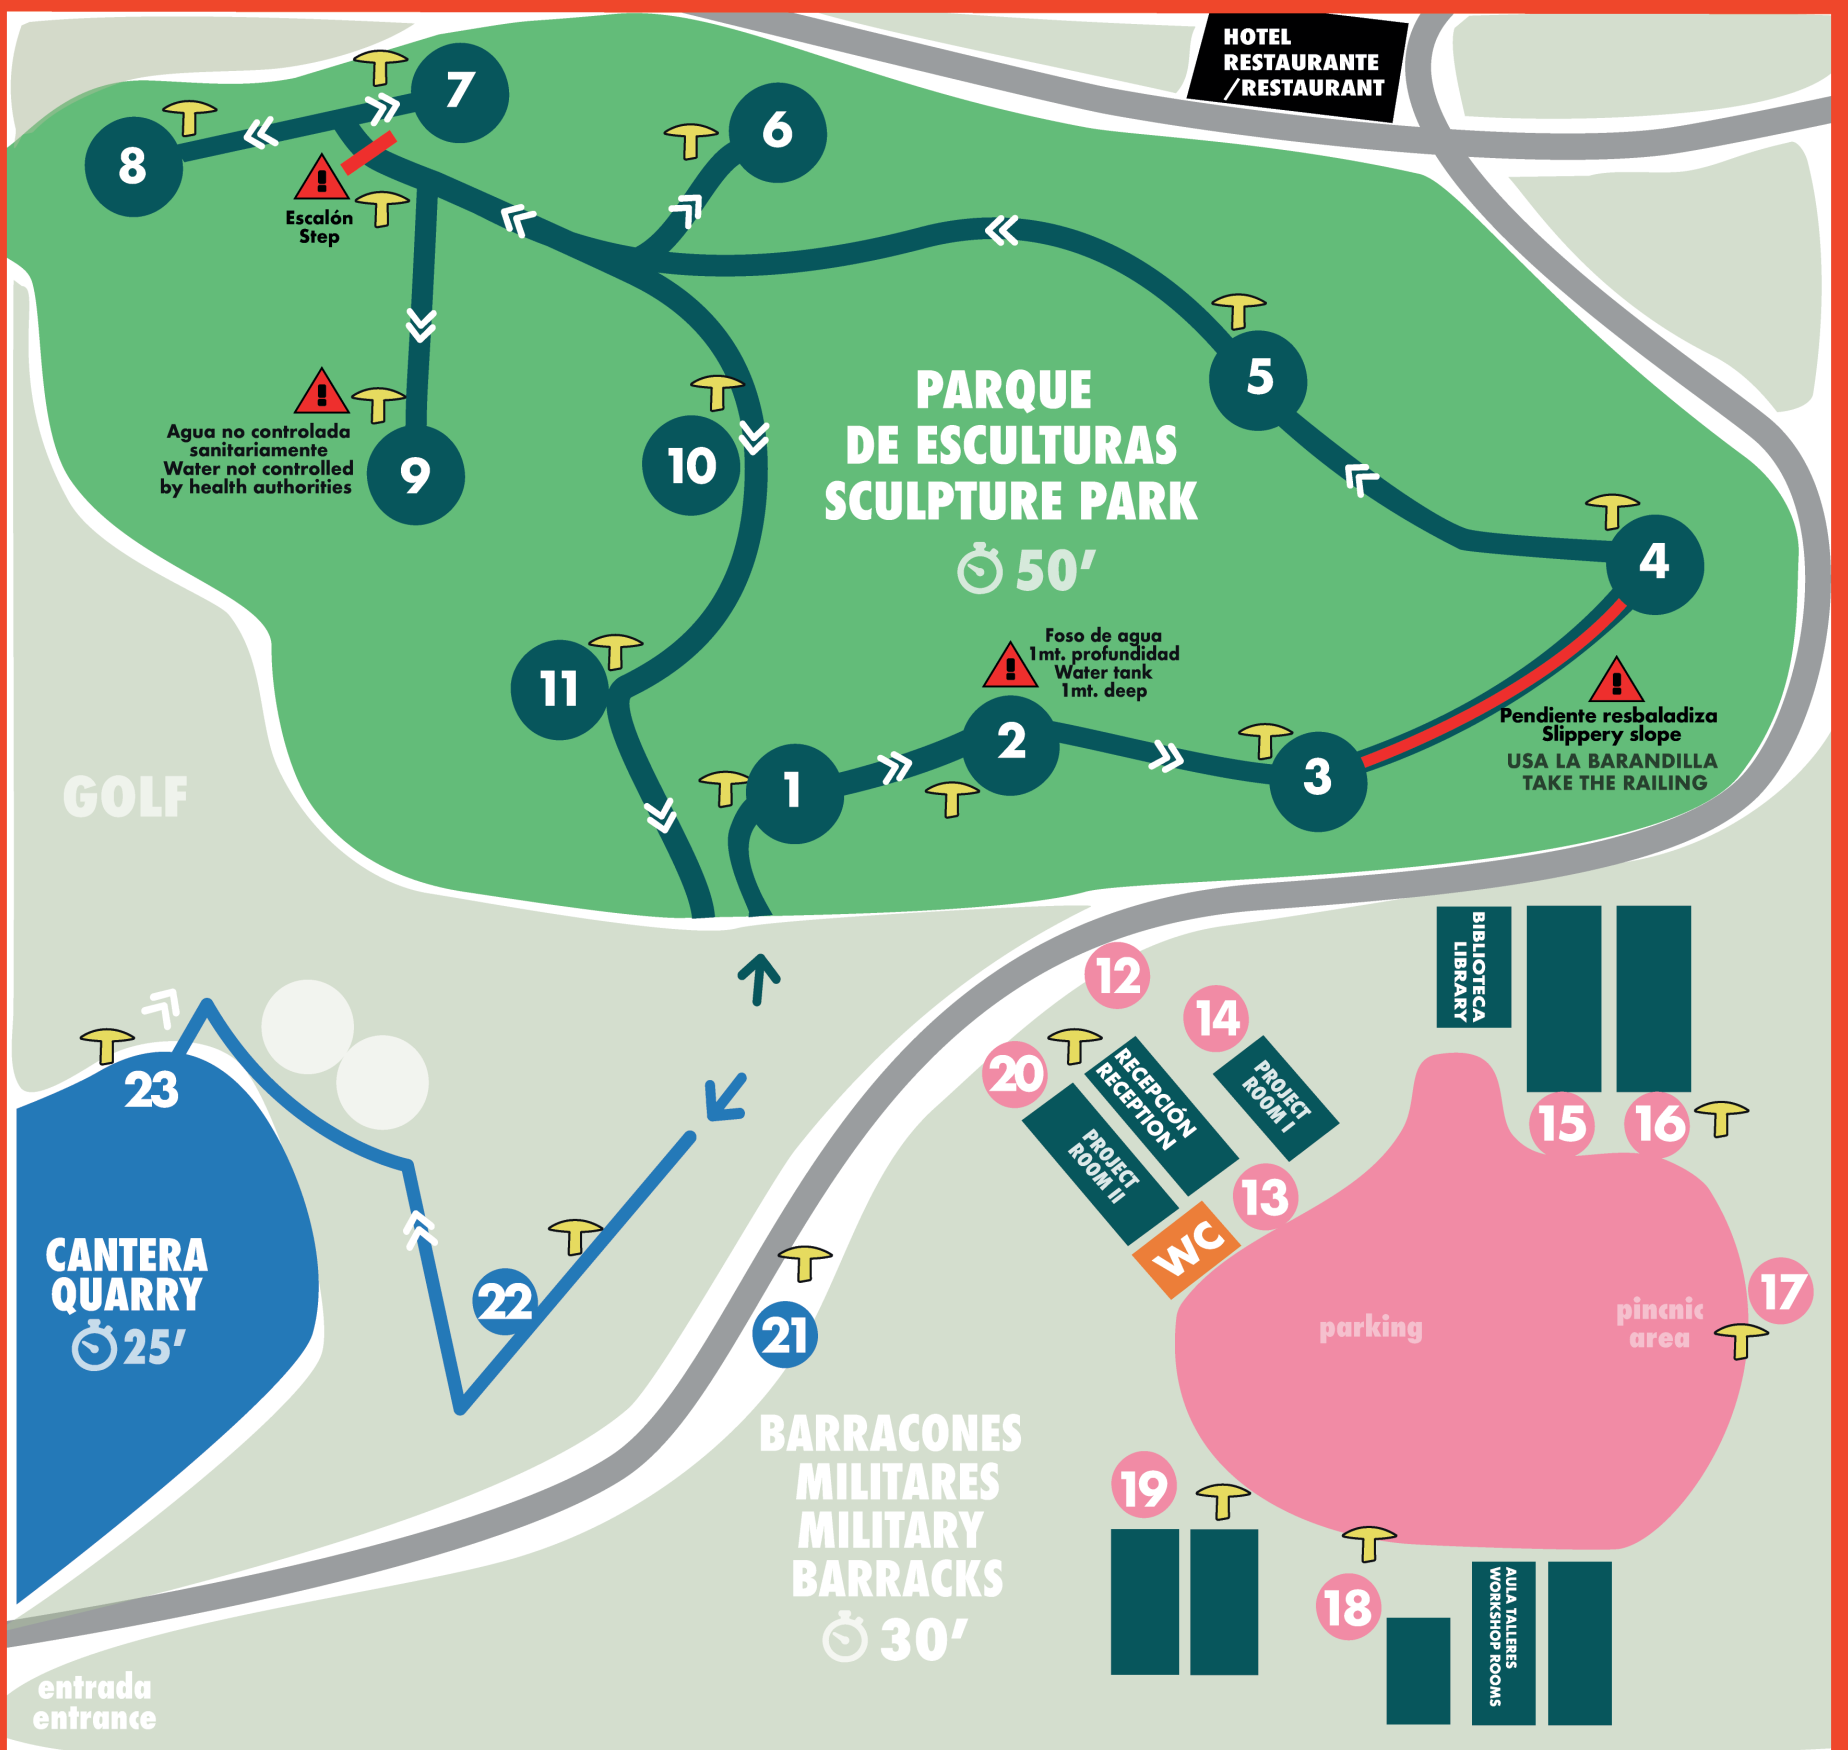 HOTEL
RESTAURANTE
/RESTAURANT
7
6
8
Escalón
Step
5
PARQUE
DE ESCULTURAS
SCULPTURE PARK
50’
Agua no controlada
sanitariamente
Water not controlled
by health authorities
9
10
4
Foso de agua
1mt. profundidad
Water tank
1mt. deep
11
2
1
3
Pendiente resbaladiza
Slippery slope
USA LA BARANDILLA
TAKE THE RAILING
GOLF
BIBLIOTECA
LIBRARY
12
14
20
RECEPCIÓN
RECEPTION
PROJECT
ROOM I
PROJECT
ROOM II
13
WC
15
16
23
CANTERA
QUARRY
25’
22
21
parking
pincnic
area
17
BARRACONES
MILITARES
MILITARY
BARRACKS
30’
19
18
AULA TALLERES
WORKSHOP ROOMS
entrada
entrance